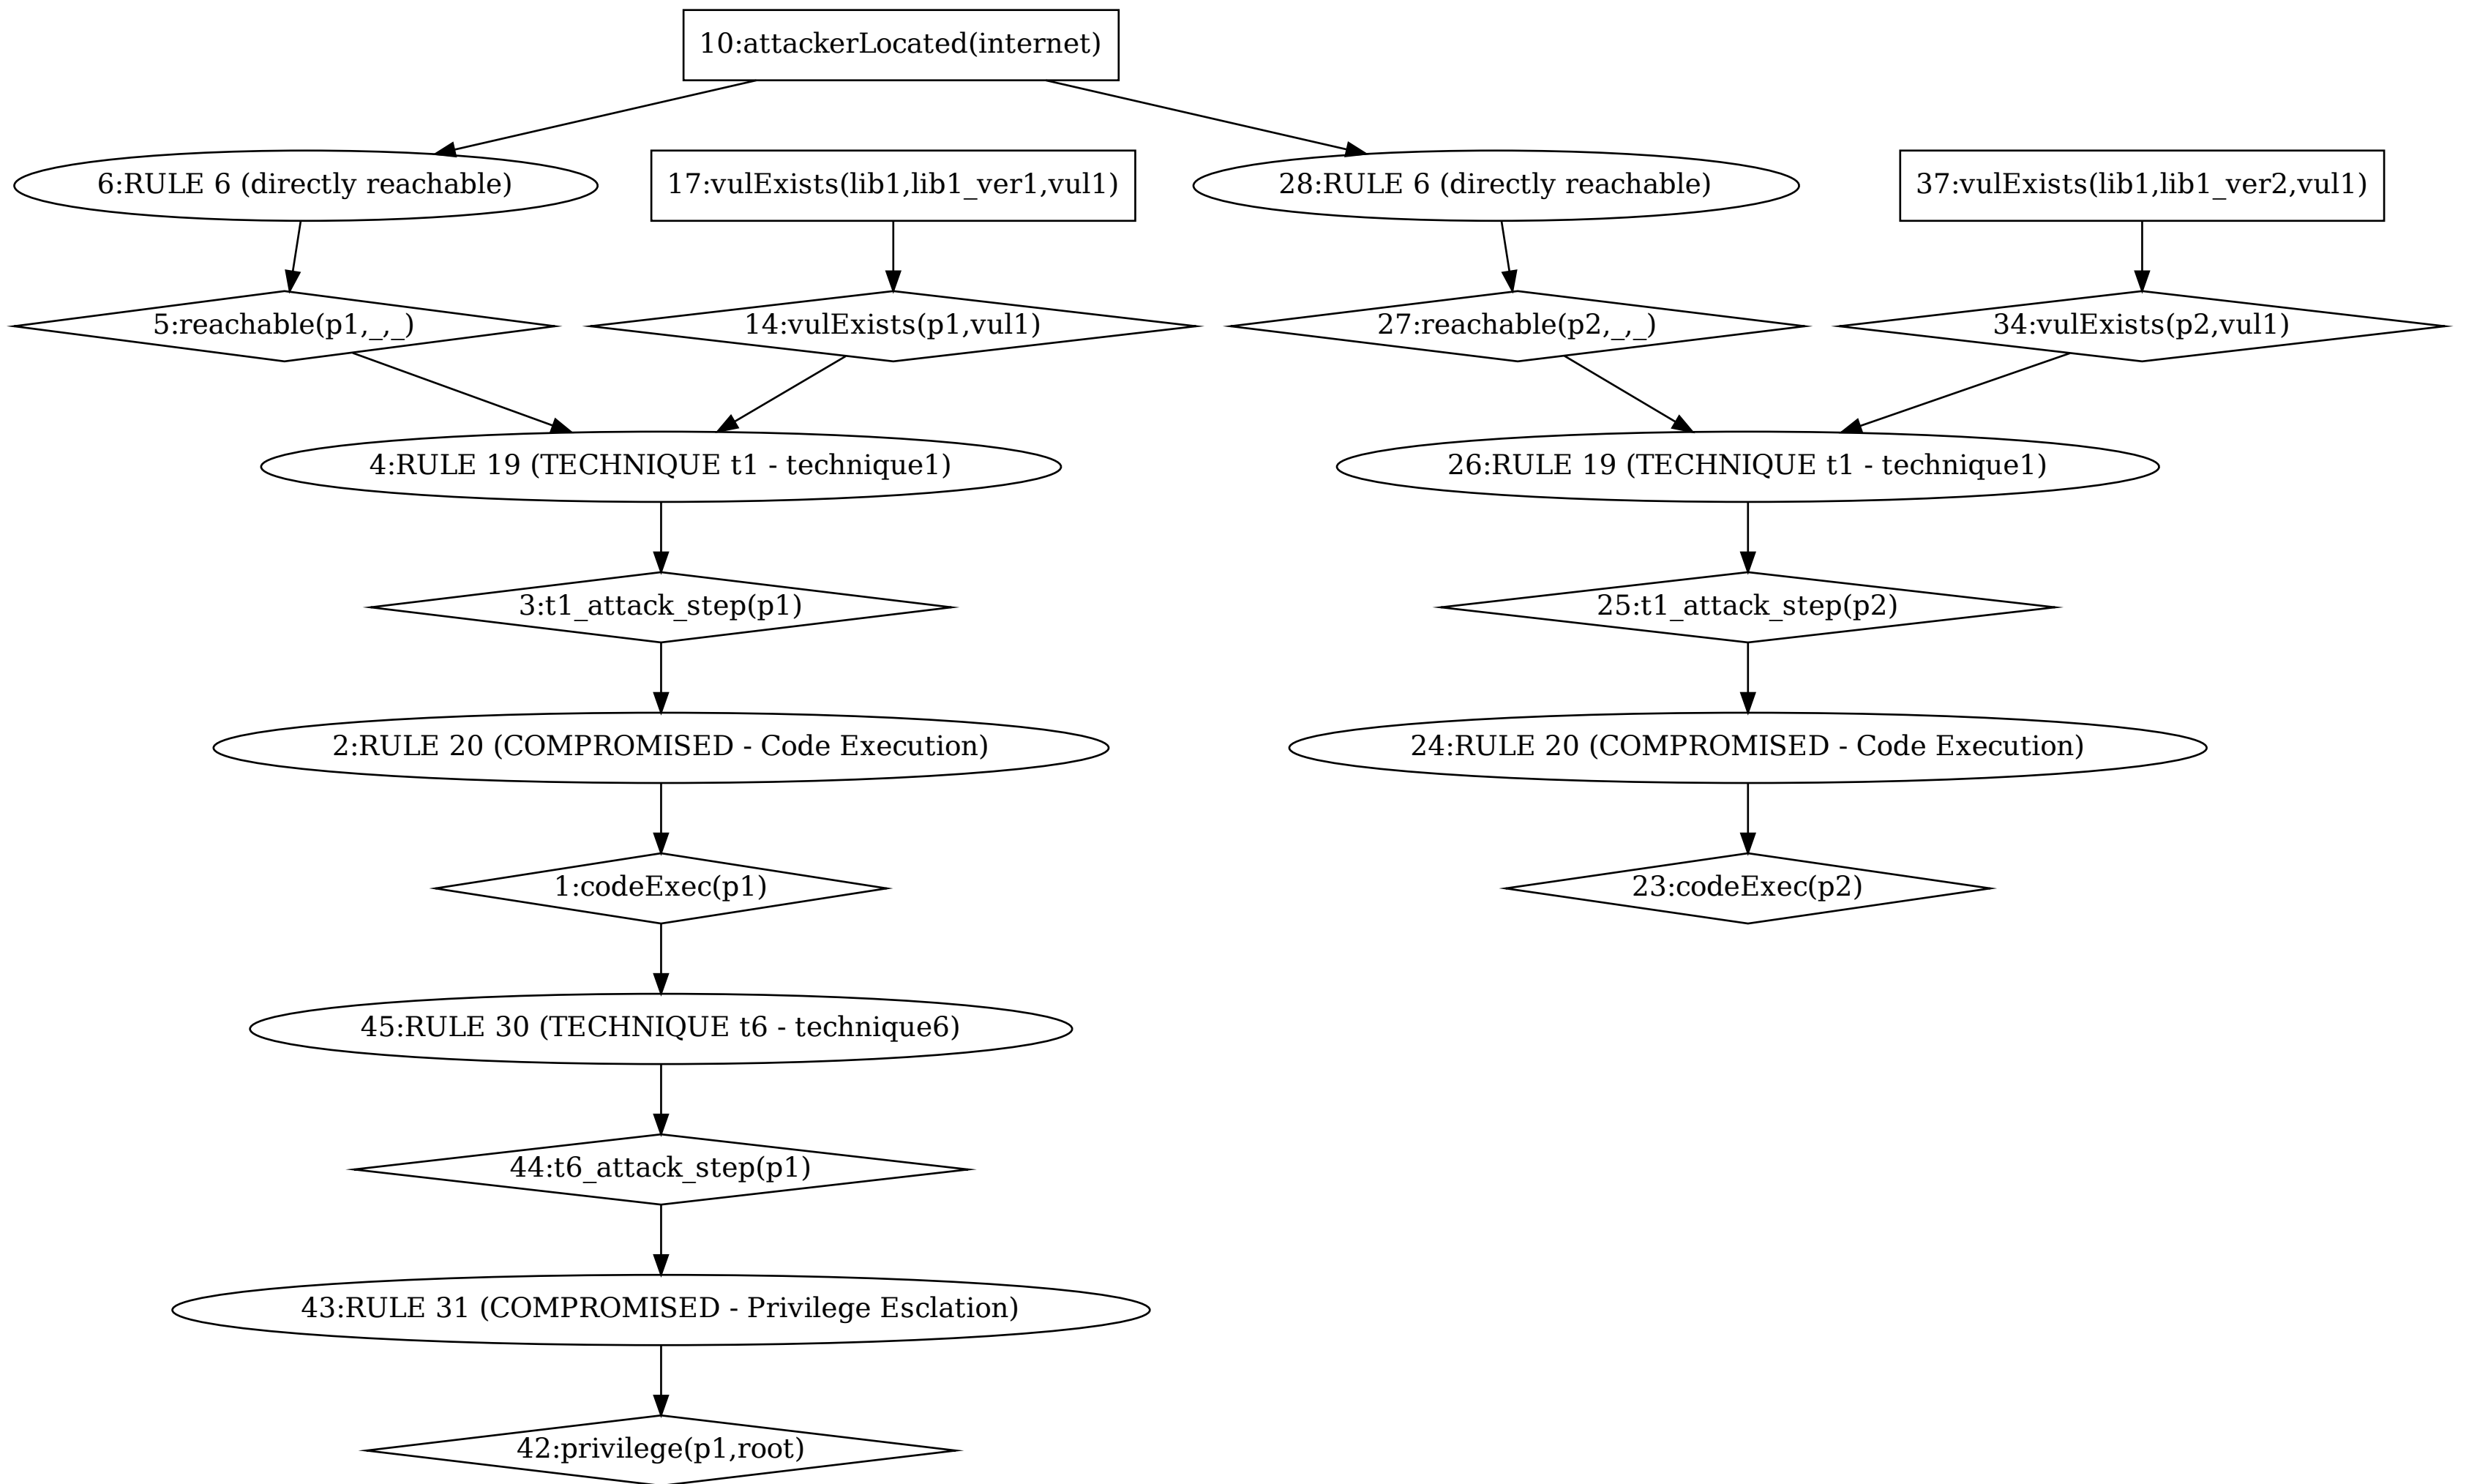 10:attackerLocated(internet)
6:RULE 6 (directly reachable)
17:vulExists(lib1,lib1_ver1,vul1)
28:RULE 6 (directly reachable)
37:vulExists(lib1,lib1_ver2,vul1)
5:reachable(p1,_,_)
14:vulExists(p1,vul1)
27:reachable(p2,_,_)
34:vulExists(p2,vul1)
4:RULE 19 (TECHNIQUE t1 - technique1)
26:RULE 19 (TECHNIQUE t1 - technique1)
3:t1_attack_step(p1)
25:t1_attack_step(p2)
2:RULE 20 (COMPROMISED - Code Execution)
24:RULE 20 (COMPROMISED - Code Execution)
1:codeExec(p1)
23:codeExec(p2)
45:RULE 30 (TECHNIQUE t6 - technique6)
44:t6_attack_step(p1)
43:RULE 31 (COMPROMISED - Privilege Esclation)
42:privilege(p1,root)